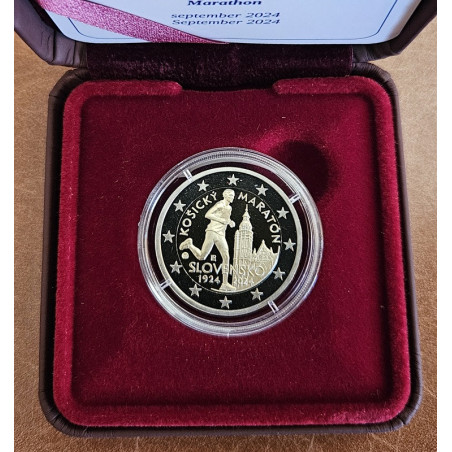 Marathon
september 2024
September 2024
KOŠICKÝ MARATÓN
SLOVENSKO
1924